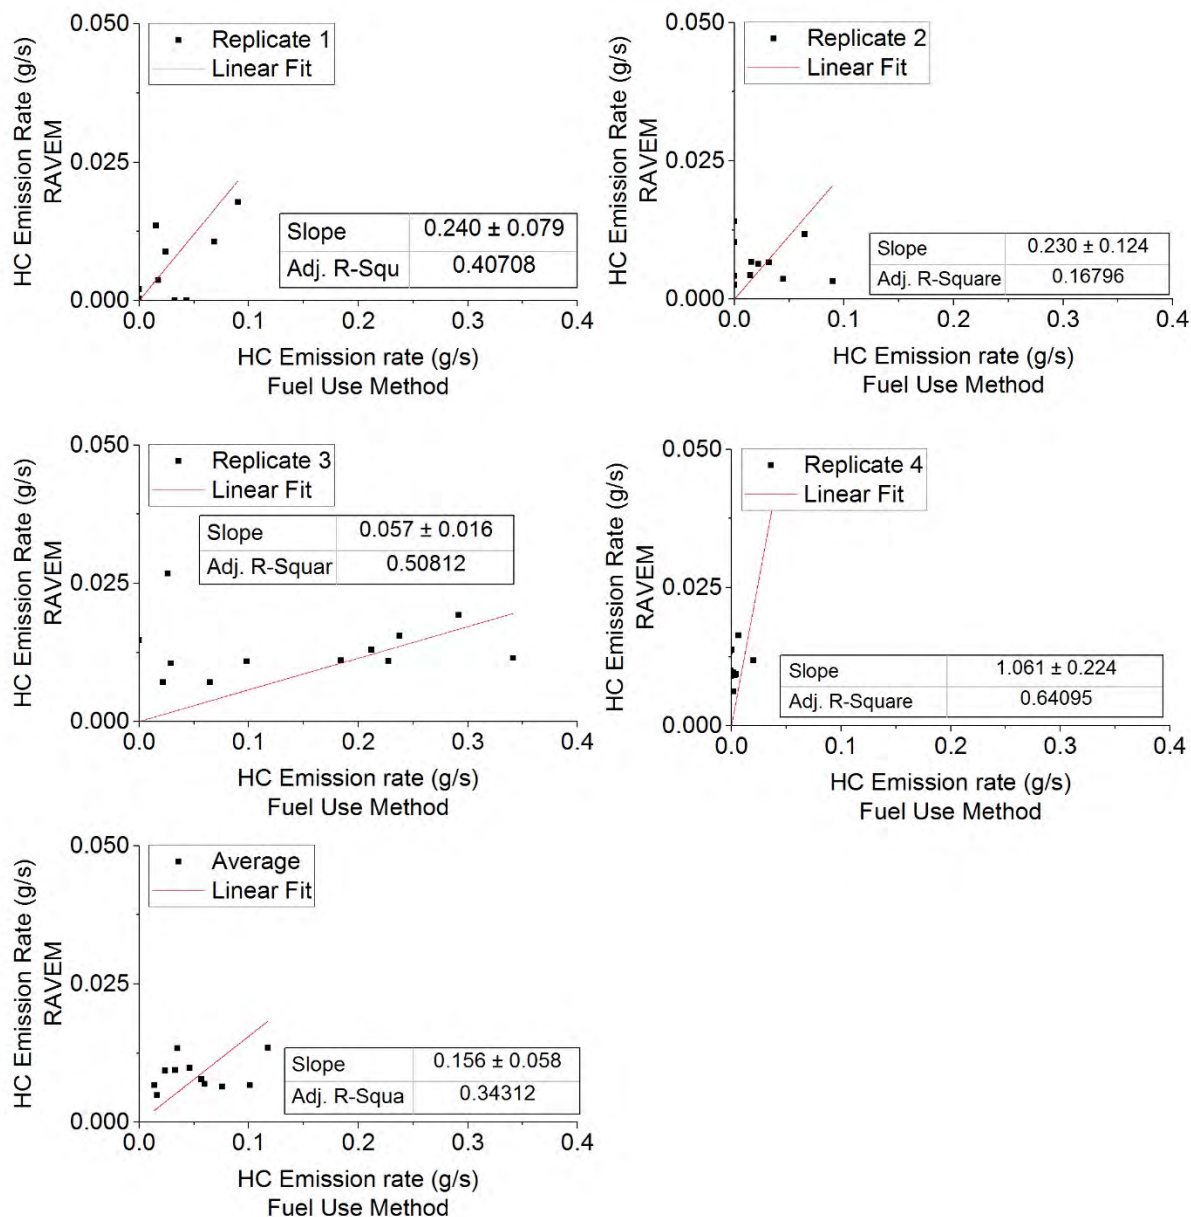 0.050
Replicate 1
Linear Fit
HC Emission Rate (g/s)
RAVEM
0.025
Slope 0.240 ± 0.079
Adj. R-Squ 0.40708
0.000
0.0 0.1 0.2 0.3 0.4
HC Emission rate (g/s)
Fuel Use Method
0.050
Replicate 2
Linear Fit
HC Emission Rate (g/s)
RAVEM
0.025
Slope 0.230 ± 0.124
Adj. R-Square 0.16796
0.000
0.0 0.1 0.2 0.3 0.4
HC Emission rate (g/s)
Fuel Use Method
0.050
Replicate 3
Linear Fit
HC Emission Rate (g/s)
RAVEM
Slope 0.057 ± 0.016
Adj. R-Squar 0.50812
0.025
0.000
0.0 0.1 0.2 0.3 0.4
HC Emission rate (g/s)
Fuel Use Method
0.050
Replicate 4
Linear Fit
HC Emission Rate (g/s)
RAVEM
0.025
Slope 1.061 ± 0.224
Adj. R-Square 0.64095
0.000
0.0 0.1 0.2 0.3 0.4
HC Emission rate (g/s)
Fuel Use Method
0.050
Average
Linear Fit
HC Emission Rate (g/s)
RAVEM
0.025
Slope 0.156 ± 0.058
Adj. R-Squa 0.34312
0.000
0.0 0.1 0.2 0.3 0.4
HC Emission rate (g/s)
Fuel Use Method